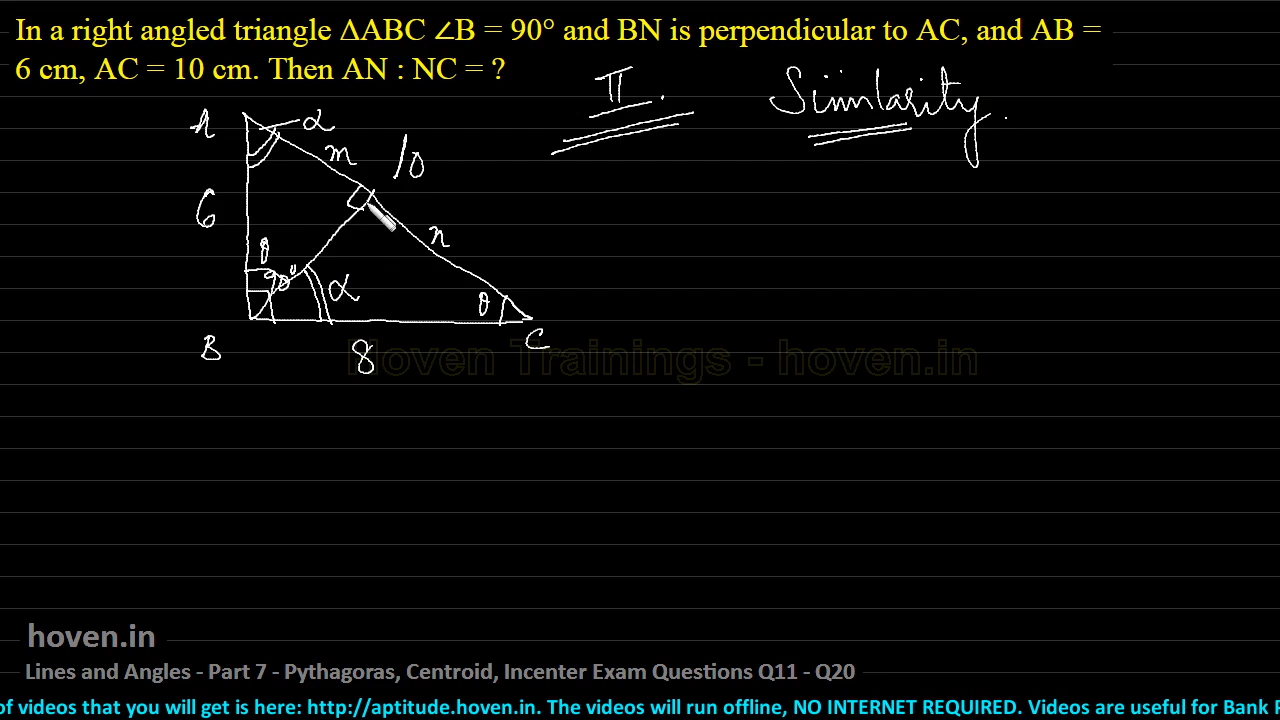 In a right angled triangle ΔABC ∠B = 90° and BN is perpendicular to AC, and AB =
6 cm, AC = 10 cm. Then AN : NC = ?
II. Similarity.
A α
m 10
6
n
θ
90° α θ
B 8 C
Hoven Trainings - hoven.in
hoven.in
Lines and Angles - Part 7 - Pythagoras, Centroid, Incenter Exam Questions Q11 - Q20
of videos that you will get is here: http://aptitude.hoven.in. The videos will run offline, NO INTERNET REQUIRED. Videos are useful for Bank